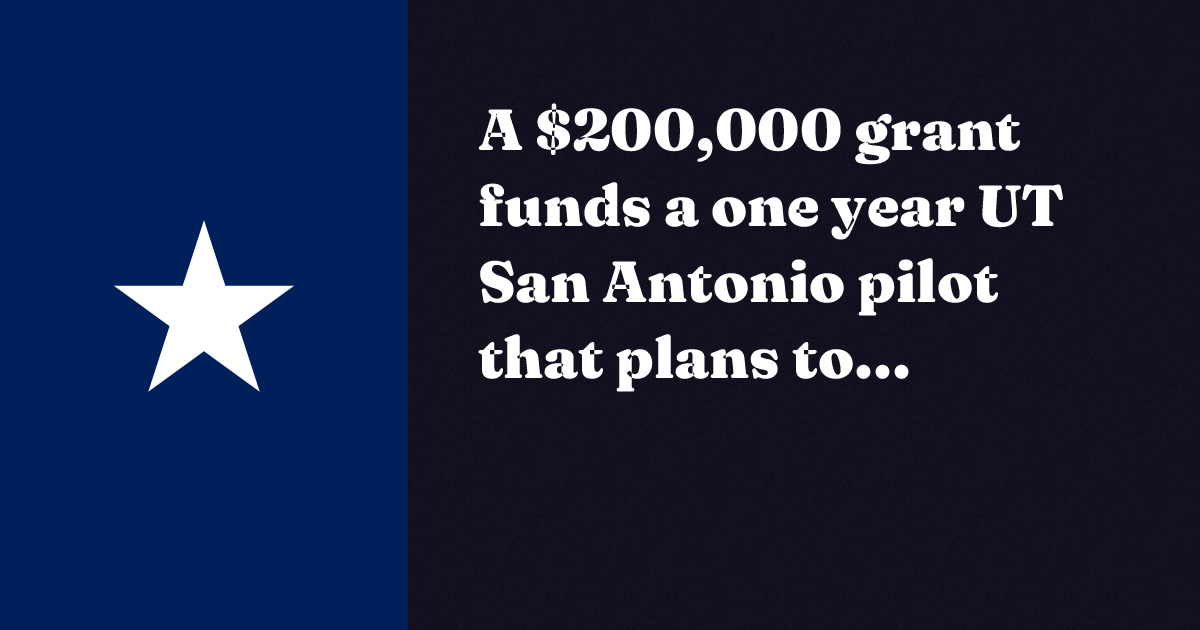 A $200,000 grant
funds a one year UT
San Antonio pilot
that plans to...